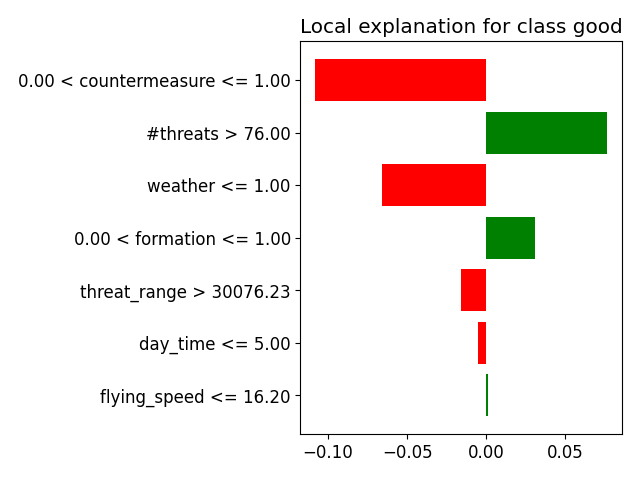 Local explanation for class good
0.00 < countermeasure <= 1.00
#threats > 76.00
weather <= 1.00
0.00 < formation <= 1.00
threat_range > 30076.23
day_time <= 5.00
flying_speed <= 16.20
−0.10 −0.05 0.00 0.05